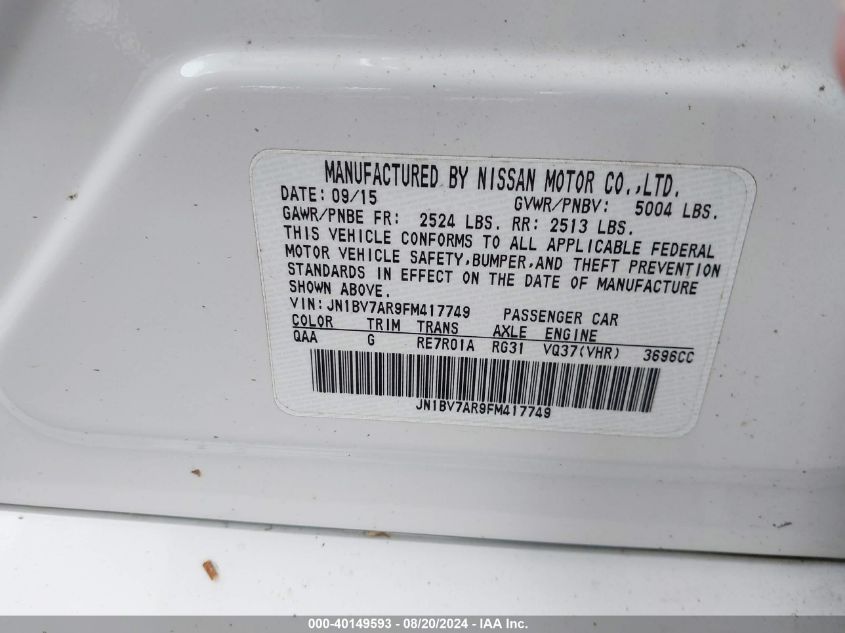 MANUFACTURED BY NISSAN MOTOR CO.,LTD.
DATE: 09/15 GVWR/PNBV: 5004 LBS.
GAWR/PNBE FR: 2524 LBS. RR: 2513 LBS.
THIS VEHICLE CONFORMS TO ALL APPLICABLE FEDERAL
MOTOR VEHICLE SAFETY,BUMPER,AND THEFT PREVENTION
STANDARDS IN EFFECT ON THE DATE OF MANUFACTURE
SHOWN ABOVE.
VIN:JN1BV7AR9FM417749 PASSENGER CAR
COLOR TRIM TRANS AXLE ENGINE
QAA G RE7R01A RG31 VQ37(VHR) 3696CC
JN1BV7AR9FM417749
000-40149593 - 08/20/2024 - IAA Inc.